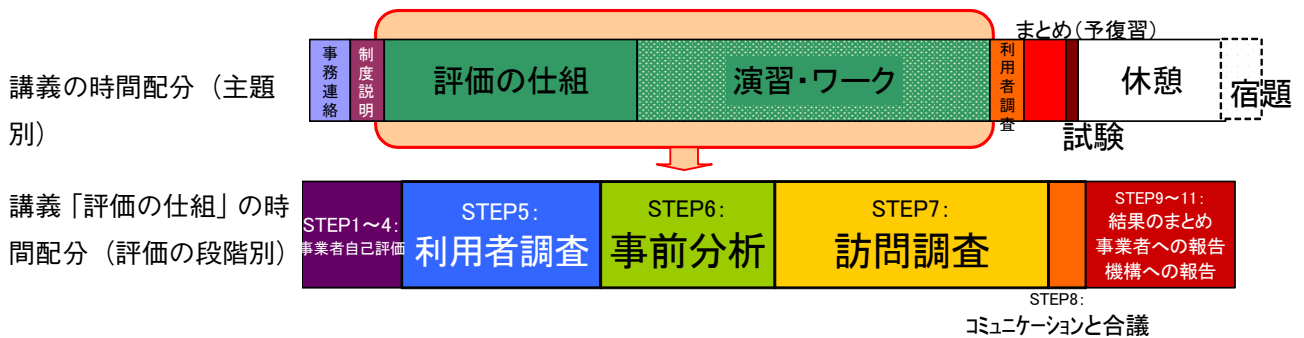 まとめ（予復習）
講義の時間配分（主題
別）
事務連絡
制度説明
評価の仕組
演習・ワーク
利用者調査
休憩
宿題
試験
講義「評価の仕組」の時
間配分（評価の段階別）
STEP1～4：
事業者自己評価
STEP5：
利用者調査
STEP6：
事前分析
STEP7：
訪問調査
STEP9～11：
結果のまとめ
事業者への報告
機構への報告
STEP8：
ｺﾐｭﾆｹｰｼｮﾝと合議